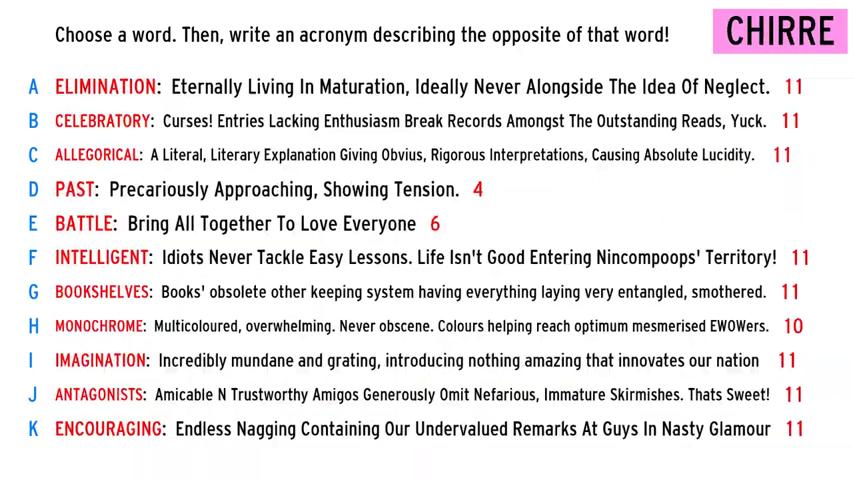 Choose a word. Then, write an acronym describing the opposite of that word!
CHIRRE
A ELIMINATION: Eternally Living In Maturation, Ideally Never Alongside The Idea Of Neglect. 11
B CELEBRATORY: Curses! Entries Lacking Enthusiasm Break Records Amongst The Outstanding Reads, Yuck. 11
C ALLEGORICAL: A Literal, Literary Explanation Giving Obvius, Rigorous Interpretations, Causing Absolute Lucidity. 11
D PAST: Precariously Approaching, Showing Tension. 4
E BATTLE: Bring All Together To Love Everyone 6
F INTELLIGENT: Idiots Never Tackle Easy Lessons. Life Isn't Good Entering Nincompoops' Territory! 11
G BOOKSHELVES: Books' obsolete other keeping system having everything laying very entangled, smothered. 11
H MONOCHROME: Multicoloured, overwhelming. Never obscene. Colours helping reach optimum mesmerised EWOWers. 10
I IMAGINATION: Incredibly mundane and grating, introducing nothing amazing that innovates our nation 11
J ANTAGONISTS: Amicable N Trustworthy Amigos Generously Omit Nefarious, Immature Skirmishes. Thats Sweet! 11
K ENCOURAGING: Endless Nagging Containing Our Undervalued Remarks At Guys In Nasty Glamour 11